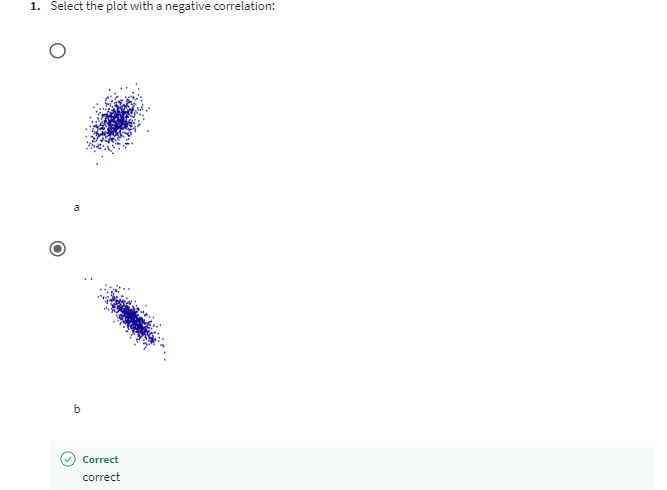 1. Select the plot with a negative correlation:
a
b
Correct
correct